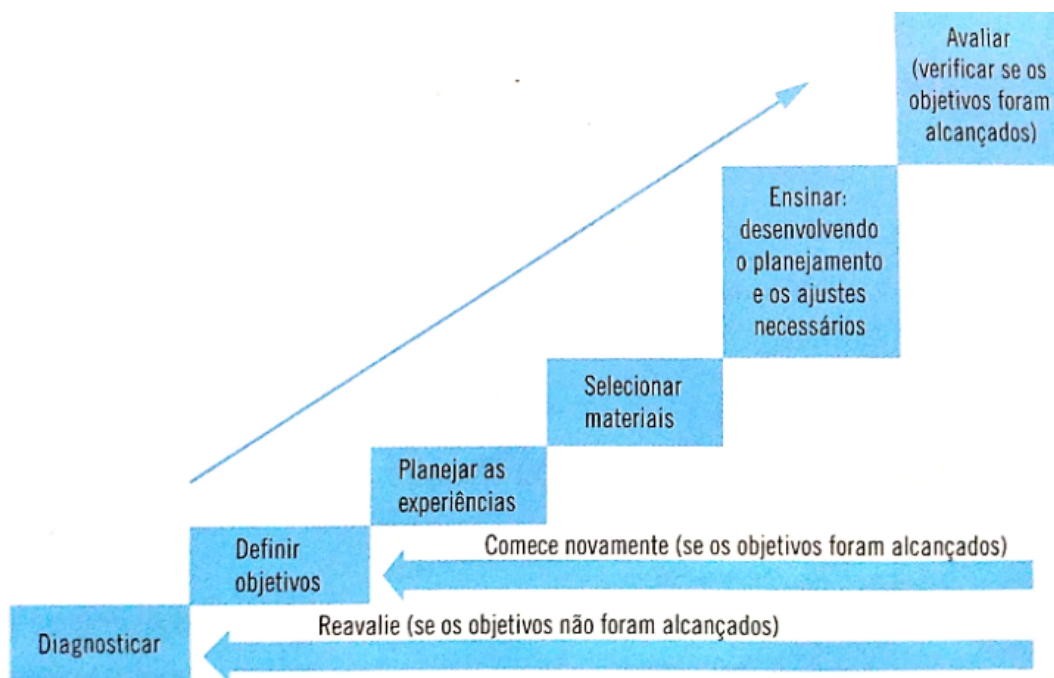 Avaliar
(verificar se os
objetivos foram
alcançados)
Ensinar:
desenvolvendo
o planejamento
e os ajustes
necessários
Selecionar
materiais
Planejar as
experiências
Definir
objetivos
Comece novamente (se os objetivos foram alcançados)
Diagnosticar
Reavalie (se os objetivos não foram alcançados)